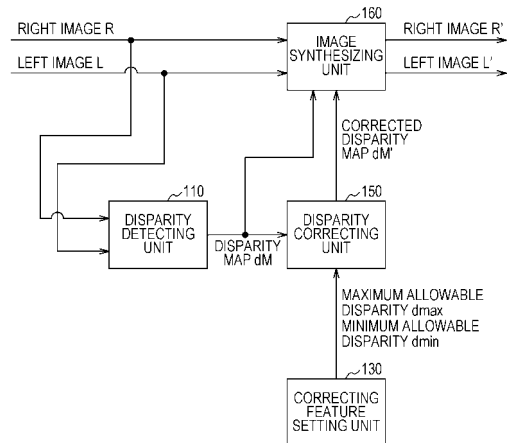 160
RIGHT IMAGE R
IMAGE
SYNTHESIZING
UNIT
RIGHT IMAGE R'
LEFT IMAGE L
LEFT IMAGE L'
CORRECTED
DISPARITY
MAP dM'
110
DISPARITY
DETECTING
UNIT
DISPARITY
MAP dM
150
DISPARITY
CORRECTING
UNIT
MAXIMUM ALLOWABLE
DISPARITY dmax
MINIMUM ALLOWABLE
DISPARITY dmin
130
CORRECTING
FEATURE
SETTING UNIT